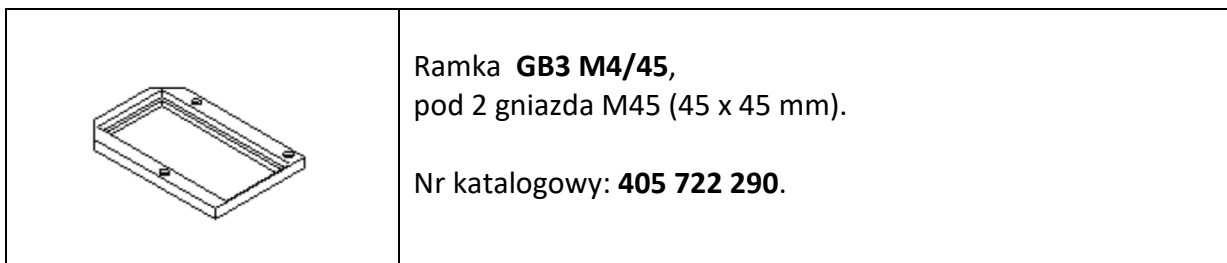 Ramka GB3 M4/45,
pod 2 gniazda M45 (45 x 45 mm).
Nr katalogowy: 405 722 290.